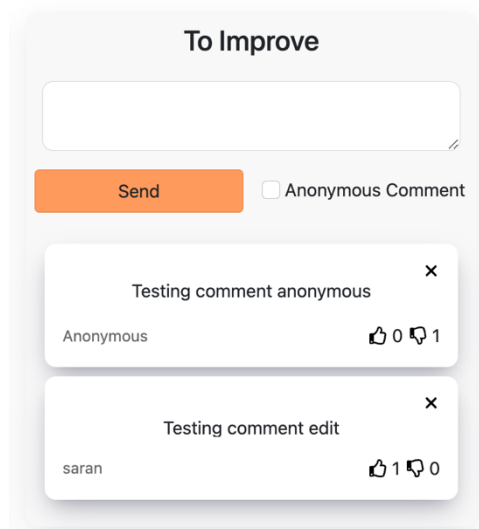 To Improve
Send
Anonymous Comment
Testing comment anonymous
Anonymous
0 1
Testing comment edit
saran
1 0